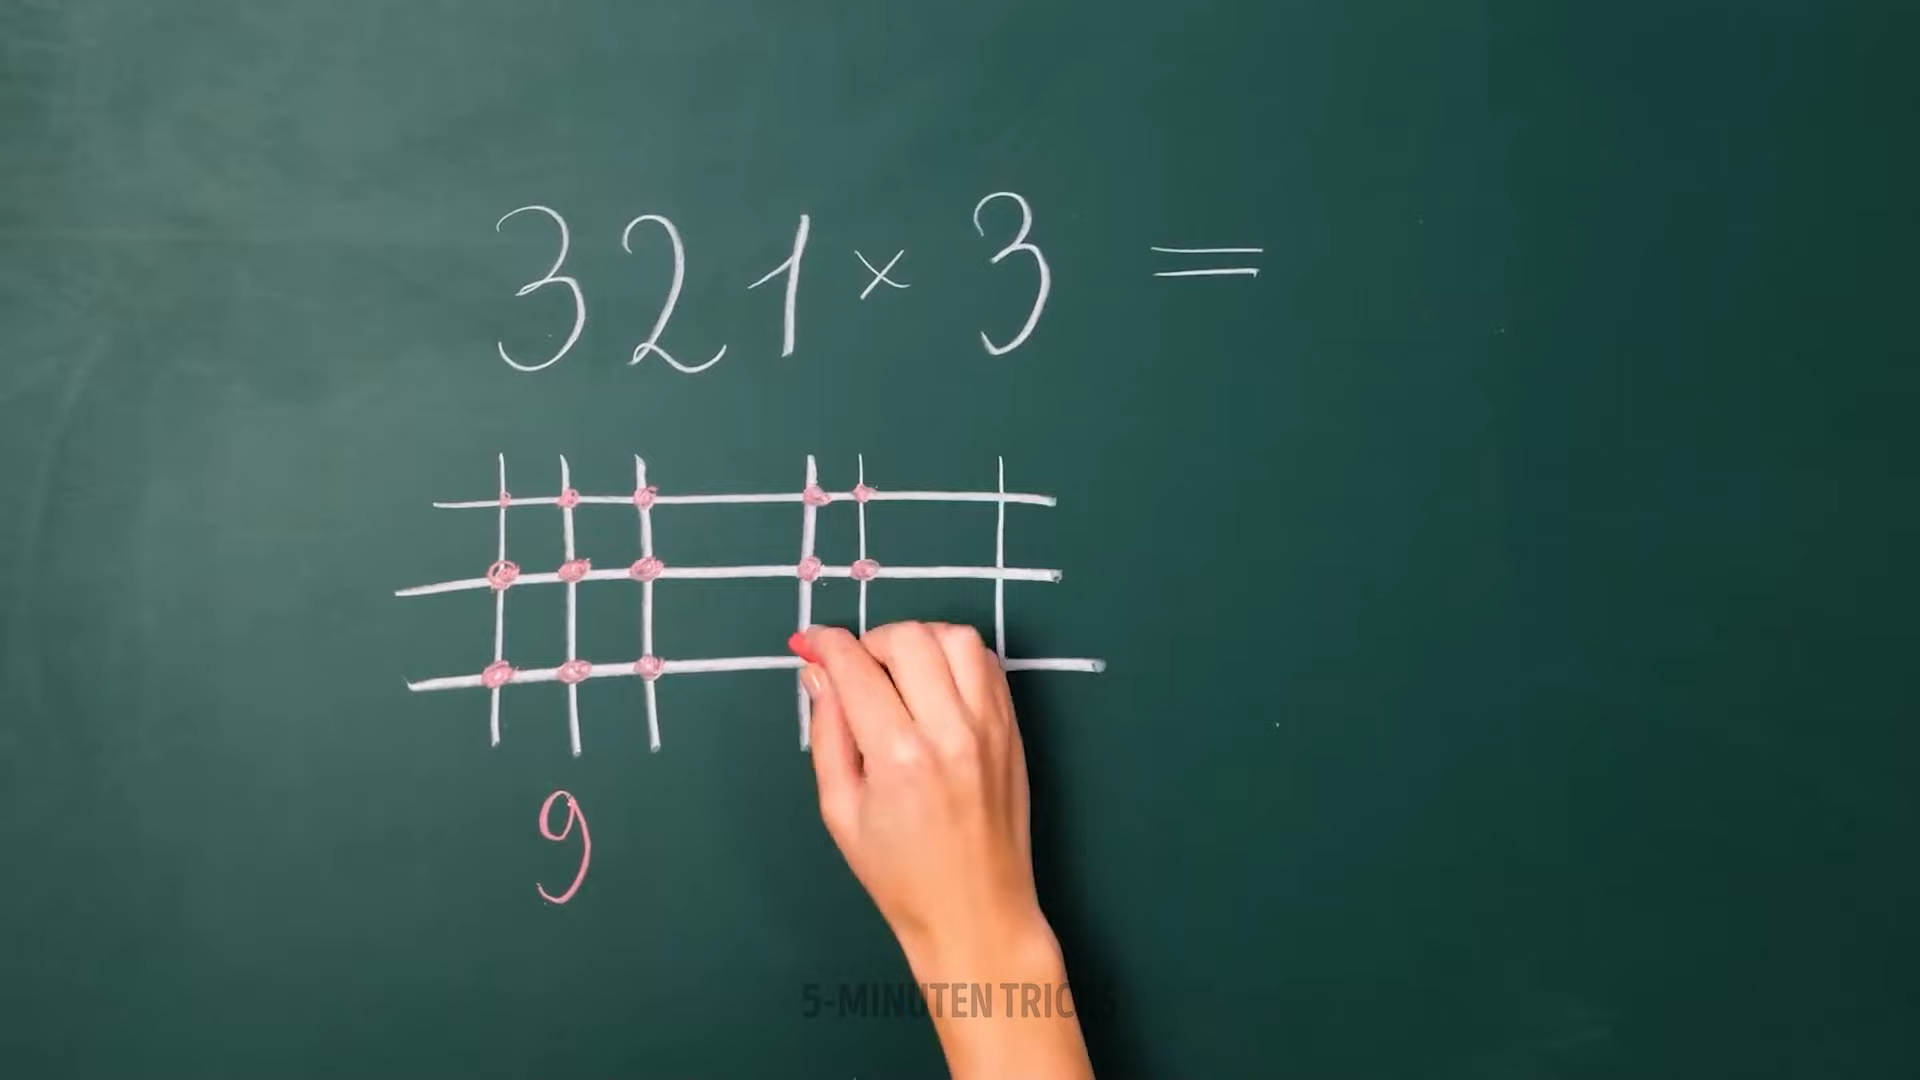 321 × 3 =
9
5-MINUTEN TRICKS